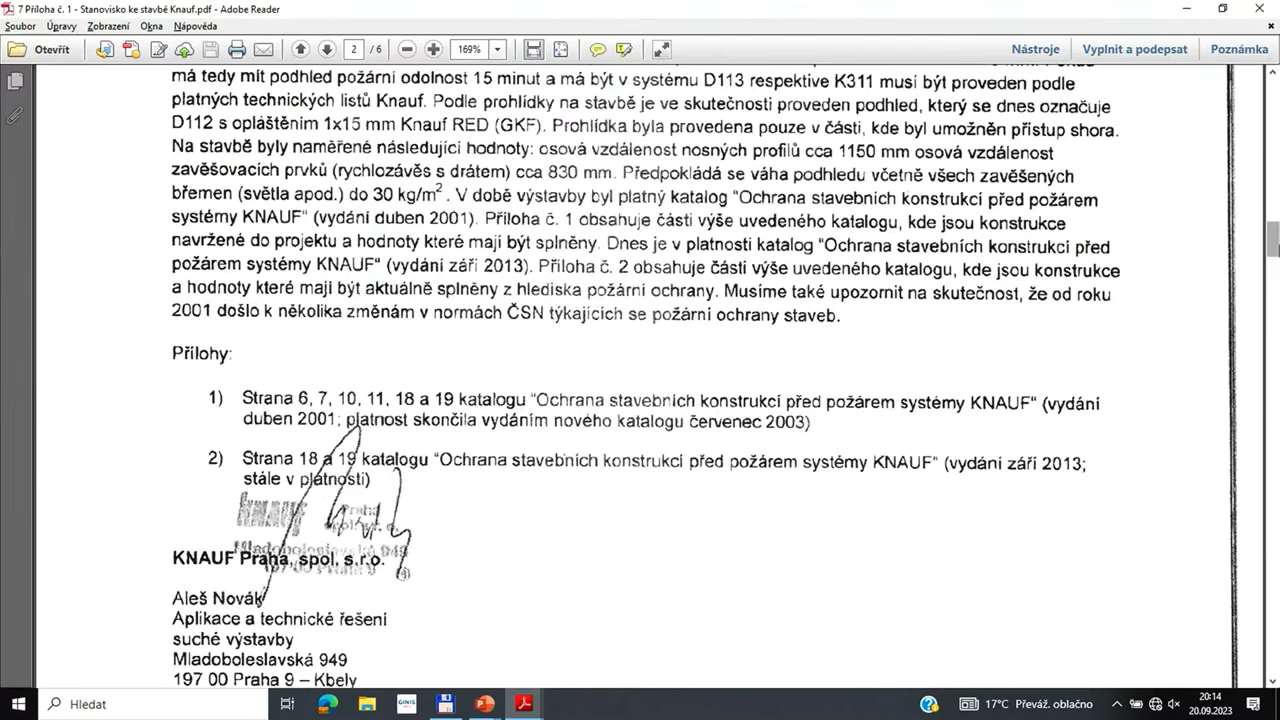 7 Příloha č. 1 - Stanovisko ke stavbě Knauf.pdf - Adobe Reader
Soubor Úpravy Zobrazení Okna Nápověda
Otevřít 2 / 6 169% Nástroje Vyplnit a podepsat Poznámka
má tedy mít podhled požární odolnost 15 minut a má být v systému D113 respektive K311 musí být proveden podle
platných technických listů Knauf. Podle prohlídky na stavbě je ve skutečnosti proveden podhled, který se dnes označuje
D112 s opláštěním 1x15 mm Knauf RED (GKF). Prohlídka byla provedena pouze v části, kde byl umožněn přístup shora.
Na stavbě byly naměřené následující hodnoty: osová vzdálenost nosných profilů cca 1150 mm osová vzdálenost
zavěšovacích prvků (rychlozávěs s drátem) cca 830 mm. Předpokládá se váha podhledu včetně všech zavěšených
břemen (světla apod.) do 30 kg/m2. V době výstavby byl platný katalog "Ochrana stavebních konstrukcí před požárem
systémy KNAUF" (vydání duben 2001). Příloha č. 1 obsahuje části výše uvedeného katalogu, kde jsou konstrukce
navržené do projektu a hodnoty které mají být splněny. Dnes je v platnosti katalog "Ochrana stavebních konstrukcí před
požárem systémy KNAUF" (vydání září 2013). Příloha č. 2 obsahuje části výše uvedeného katalogu, kde jsou konstrukce
a hodnoty které mají být aktuálně splněny z hlediska požární ochrany. Musíme také upozornit na skutečnost, že od roku
2001 došlo k několika změnám v normách ČSN týkajících se požární ochrany staveb.
Přílohy:
1) Strana 6, 7, 10, 11, 18 a 19 katalogu "Ochrana stavebních konstrukcí před požárem systémy KNAUF" (vydání
duben 2001; platnost skončila vydáním nového katalogu červenec 2003)
2) Strana 18 a 19 katalogu "Ochrana stavebních konstrukcí před požárem systémy KNAUF" (vydání září 2013;
stále v platnosti)
KNAUF Praha
spol. s r. o.
Mladoboleslavská 949
197 00 Praha 9
KNAUF Praha, spol. s.r.o.
Aleš Novák
Aplikace a technické řešení
suché výstavby
Mladoboleslavská 949
197 00 Praha 9 – Kbely
Hledat GINIS 17°C Převáž. oblačno 20:14
20.09.2023